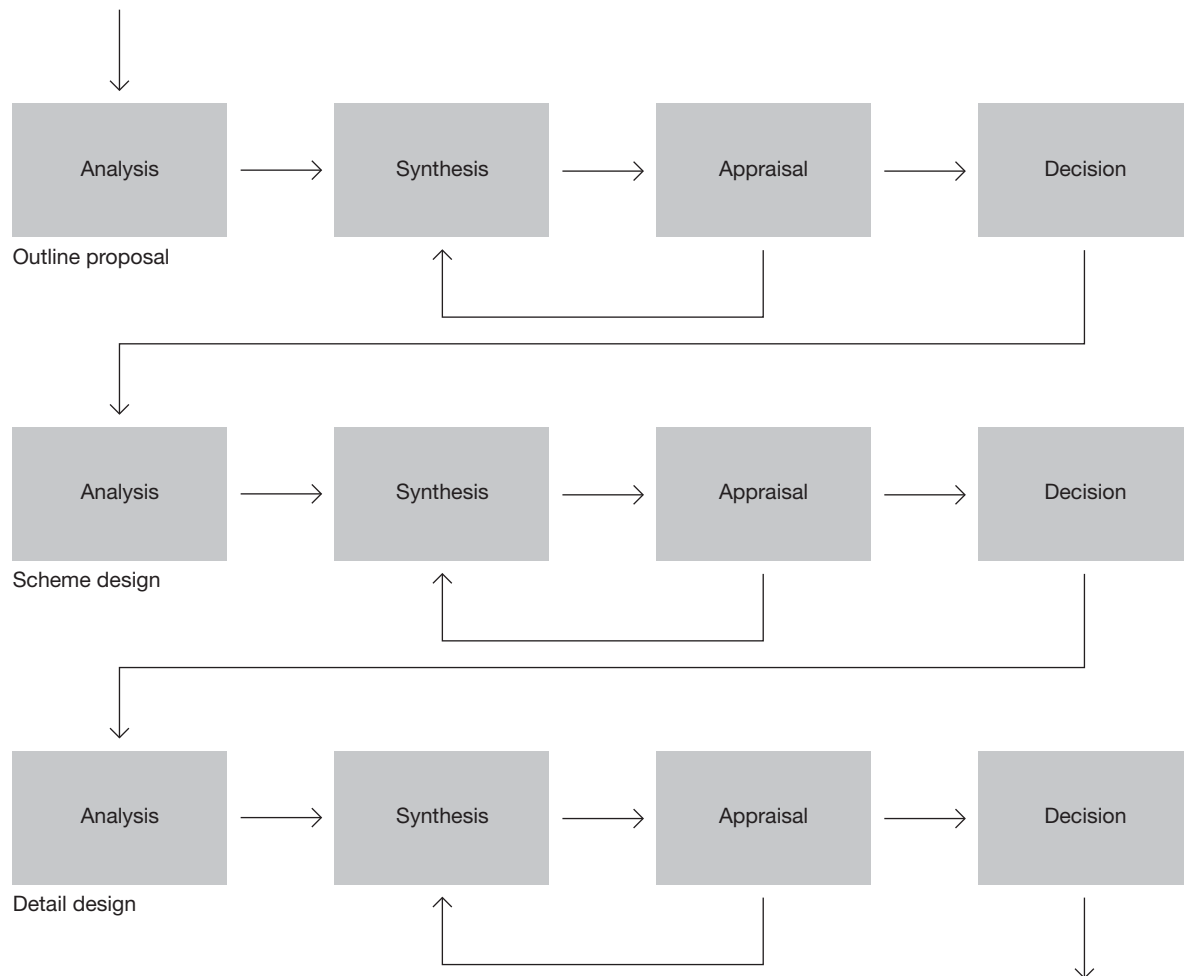 Analysis
Synthesis
Appraisal
Decision
Outline proposal
Analysis
Synthesis
Appraisal
Decision
Scheme design
Analysis
Synthesis
Appraisal
Decision
Detail design